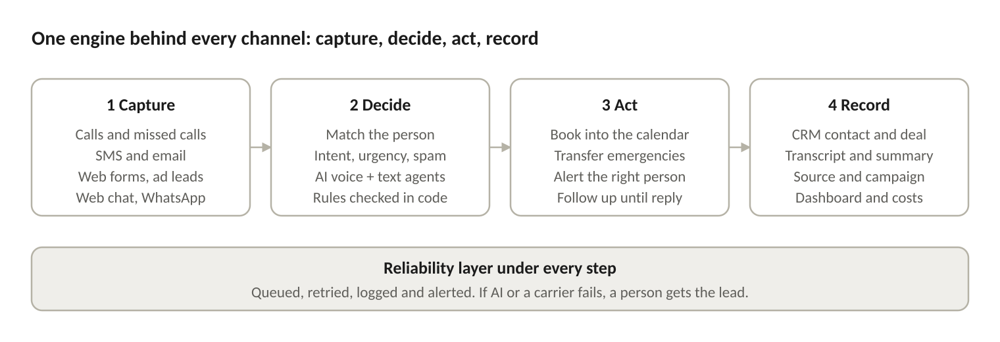 One engine behind every channel: capture, decide, act, record
1 Capture
Calls and missed calls
SMS and email
Web forms, ad leads
Web chat, WhatsApp
2 Decide
Match the person
Intent, urgency, spam
AI voice + text agents
Rules checked in code
3 Act
Book into the calendar
Transfer emergencies
Alert the right person
Follow up until reply
4 Record
CRM contact and deal
Transcript and summary
Source and campaign
Dashboard and costs
Reliability layer under every step
Queued, retried, logged and alerted. If AI or a carrier fails, a person gets the lead.